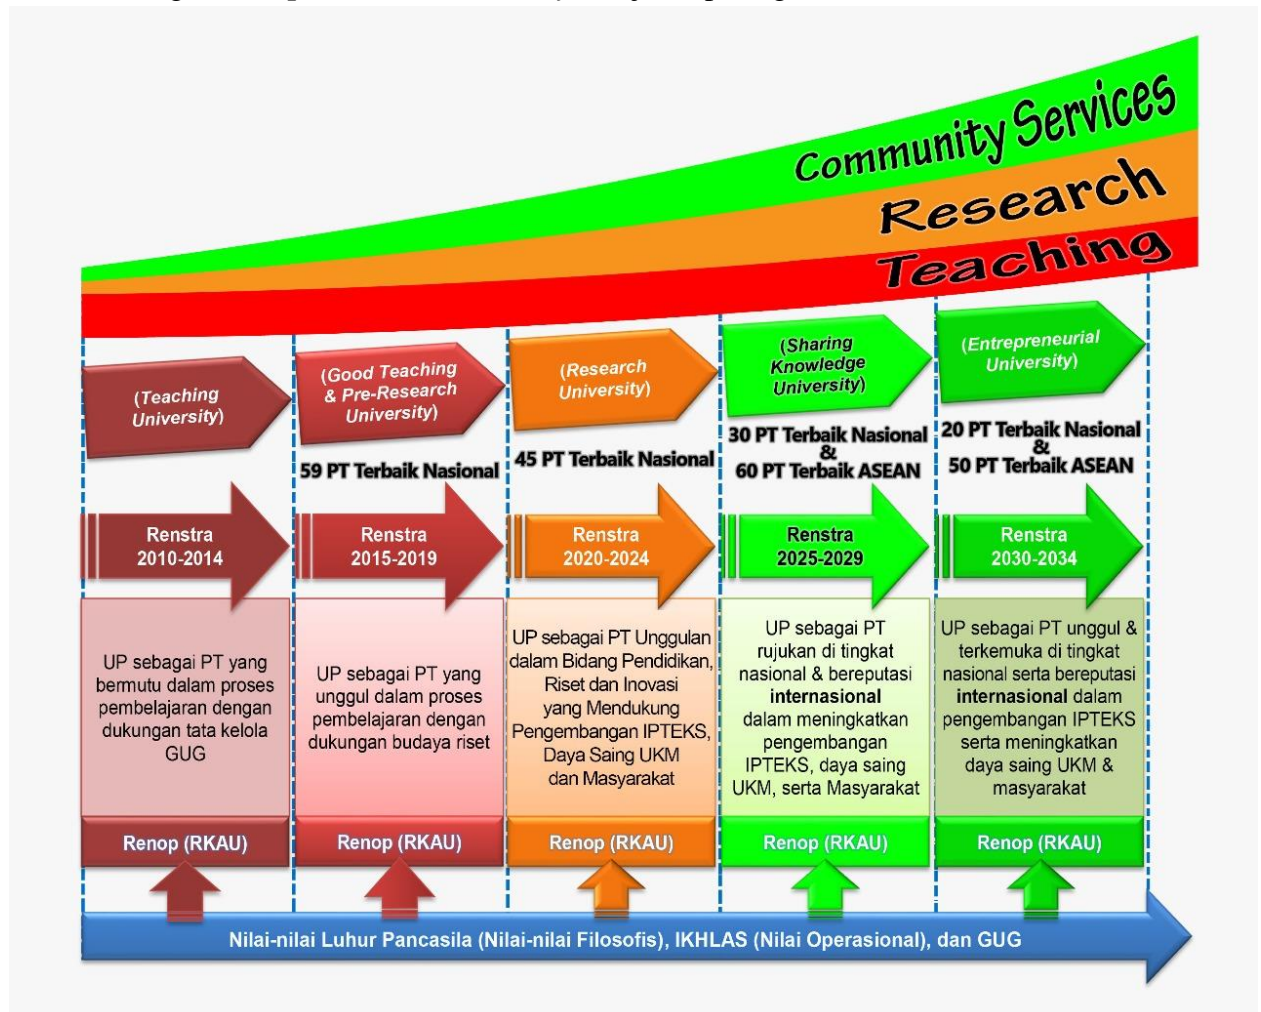 Community Services
Research
Teaching
(Teaching
University)
(Good Teaching
& Pre-Research
University)
(Research
University)
(Sharing
Knowledge
University)
(Entrepreneurial
University)
59 PT Terbaik Nasional
45 PT Terbaik Nasional
30 PT Terbaik Nasional
&
60 PT Terbaik ASEAN
20 PT Terbaik Nasional
&
50 PT Terbaik ASEAN
Renstra
2010-2014
Renstra
2015-2019
Renstra
2020-2024
Renstra
2025-2029
Renstra
2030-2034
UP sebagai PT yang
bermutu dalam proses
pembelajaran dengan
dukungan tata kelola
GUG
UP sebagai PT yang
unggul dalam proses
pembelajaran dengan
dukungan budaya riset
UP sebagai PT Unggulan
dalam Bidang Pendidikan,
Riset dan Inovasi
yang Mendukung
Pengembangan IPTEKS,
Daya Saing UKM
dan Masyarakat
UP sebagai PT
rujukan di tingkat
nasional & bereputasi
internasional
dalam meningkatkan
pengembangan
IPTEKS, daya saing
UKM, serta Masyarakat
UP sebagai PT unggul &
terkemuka di tingkat
nasional serta bereputasi
internasional dalam
pengembangan IPTEKS
serta meningkatkan
daya saing UKM &
masyarakat
Renop (RKAU)
Renop (RKAU)
Renop (RKAU)
Renop (RKAU)
Renop (RKAU)
Nilai-nilai Luhur Pancasila (Nilai-nilai Filosofis), IKHLAS (Nilai Operasional), dan GUG